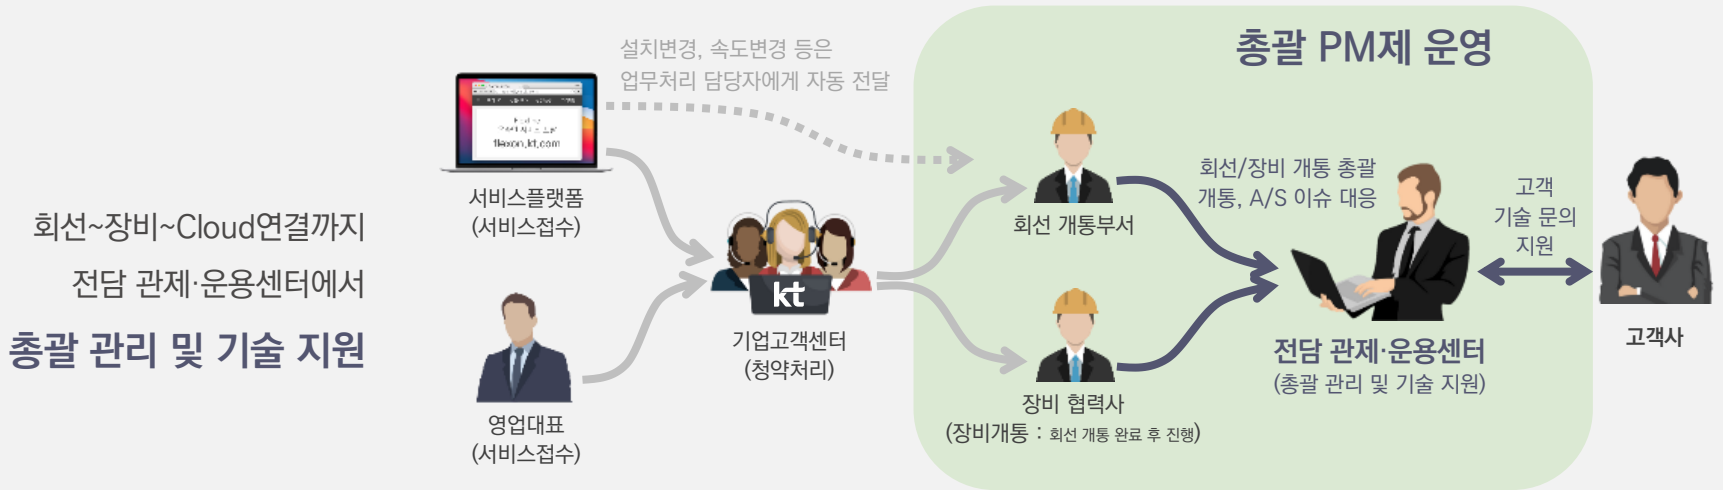 회선~장비~Cloud연결까지
전담 관제·운용센터에서
총괄 관리 및 기술 지원
설치변경, 속도변경 등은
업무처리 담당자에게 자동 전달
flexon.kt.com
서비스플랫폼
(서비스접수)
영업대표
(서비스접수)
kt
기업고객센터
(청약처리)
총괄 PM제 운영
회선 개통부서
장비 협력사
(장비개통 : 회선 개통 완료 후 진행)
회선/장비 개통 총괄
개통, A/S 이슈 대응
전담 관제·운용센터
(총괄 관리 및 기술 지원)
고객
기술 문의
지원
고객사